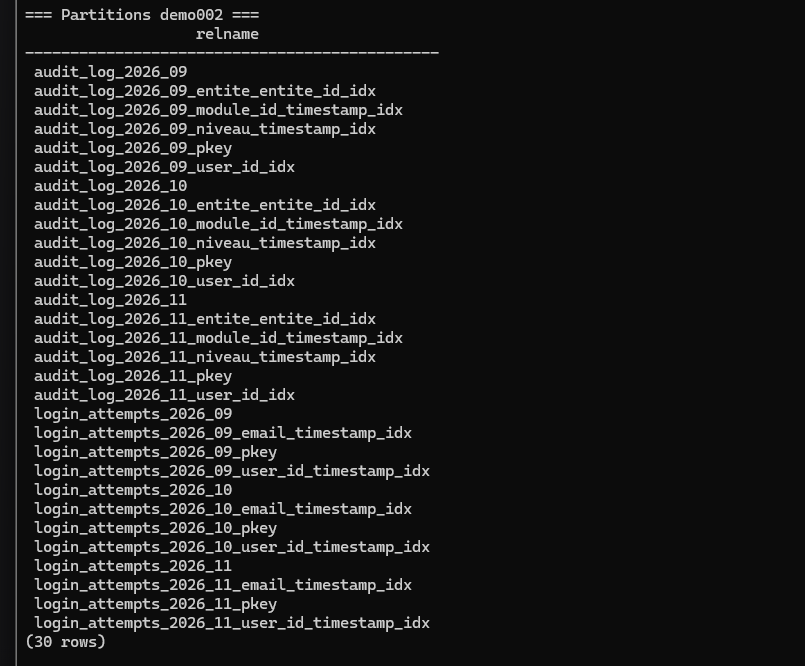 === Partitions demo002 ===
relname
----------------------------------------------
audit_log_2026_09
audit_log_2026_09_entite_entite_id_idx
audit_log_2026_09_module_id_timestamp_idx
audit_log_2026_09_niveau_timestamp_idx
audit_log_2026_09_pkey
audit_log_2026_09_user_id_idx
audit_log_2026_10
audit_log_2026_10_entite_entite_id_idx
audit_log_2026_10_module_id_timestamp_idx
audit_log_2026_10_niveau_timestamp_idx
audit_log_2026_10_pkey
audit_log_2026_10_user_id_idx
audit_log_2026_11
audit_log_2026_11_entite_entite_id_idx
audit_log_2026_11_module_id_timestamp_idx
audit_log_2026_11_niveau_timestamp_idx
audit_log_2026_11_pkey
audit_log_2026_11_user_id_idx
login_attempts_2026_09
login_attempts_2026_09_email_timestamp_idx
login_attempts_2026_09_pkey
login_attempts_2026_09_user_id_timestamp_idx
login_attempts_2026_10
login_attempts_2026_10_email_timestamp_idx
login_attempts_2026_10_pkey
login_attempts_2026_10_user_id_timestamp_idx
login_attempts_2026_11
login_attempts_2026_11_email_timestamp_idx
login_attempts_2026_11_pkey
login_attempts_2026_11_user_id_timestamp_idx
(30 rows)